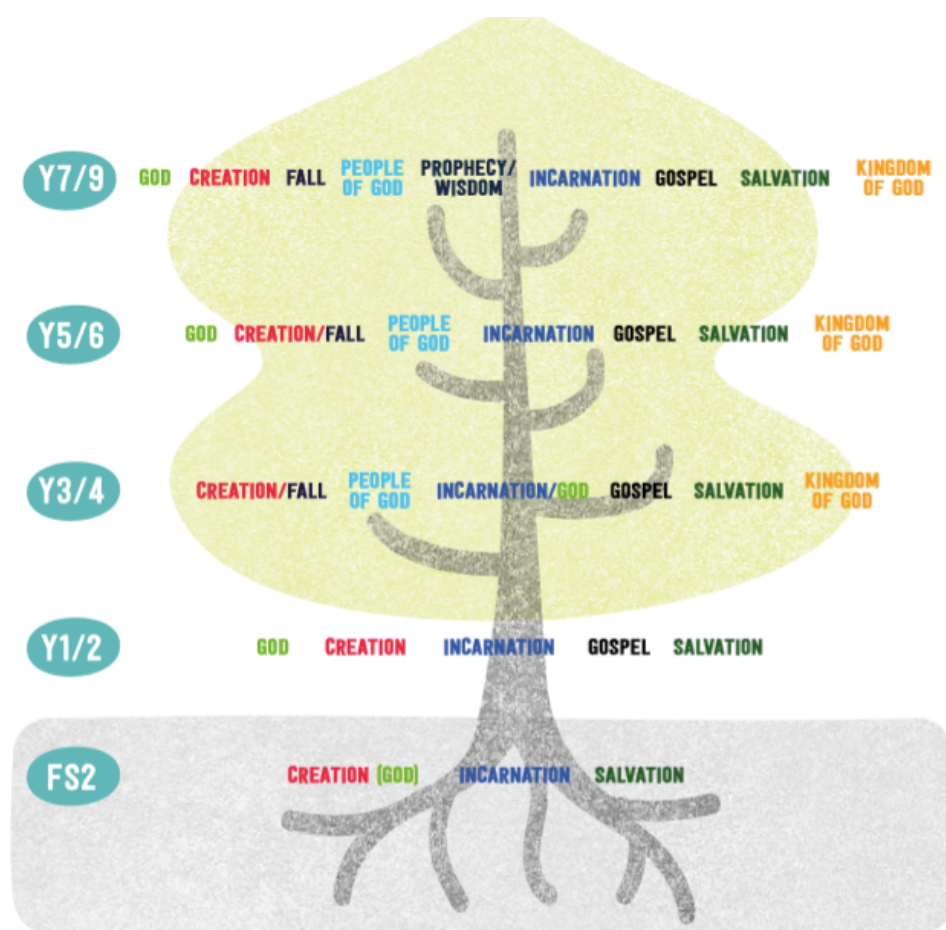 Y7/9 GOD CREATION FALL PEOPLE OF GOD PROPHECY/WISDOM INCARNATION GOSPEL SALVATION KINGDOM OF GOD
Y5/6 GOD CREATION/FALL PEOPLE OF GOD INCARNATION GOSPEL SALVATION KINGDOM OF GOD
Y3/4 CREATION/FALL PEOPLE OF GOD INCARNATION/GOD GOSPEL SALVATION KINGDOM OF GOD
Y1/2 GOD CREATION INCARNATION GOSPEL SALVATION
FS2 CREATION (GOD) INCARNATION SALVATION